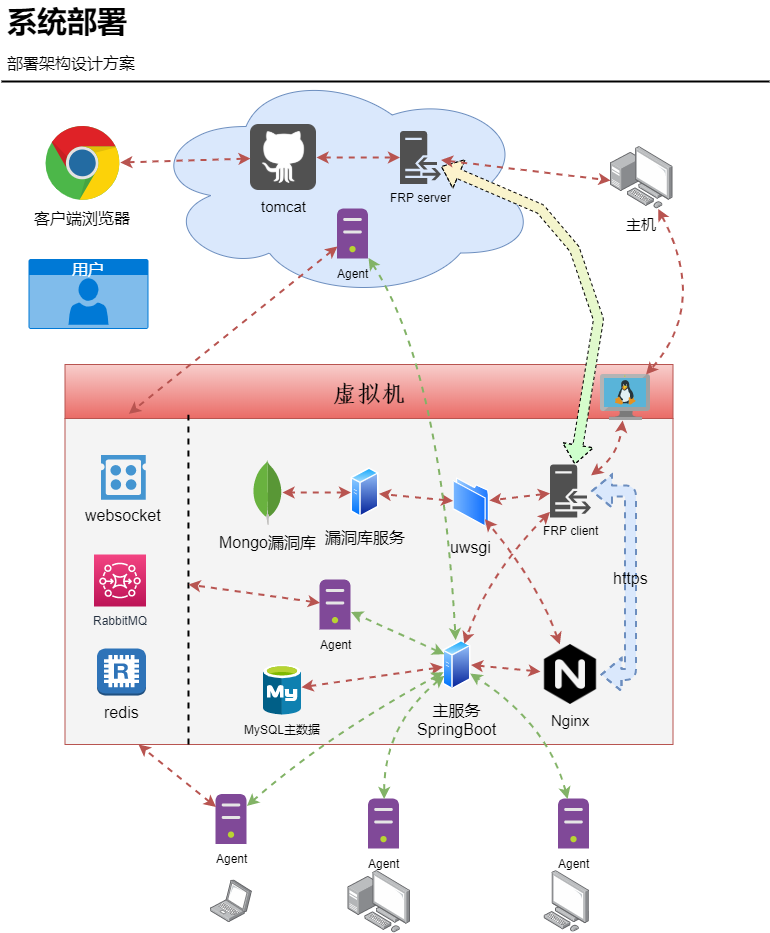 系统部署
部署架构设计方案
客户端浏览器
tomcat
FRP server
主机
Agent
用户
虚拟机
websocket
Mongo漏洞库
漏洞库服务
uwsgi
FRP client
https
RabbitMQ
Agent
redis
My
MySQL主数据
主服务
SpringBoot
N
Nginx
R
Agent
Agent
Agent